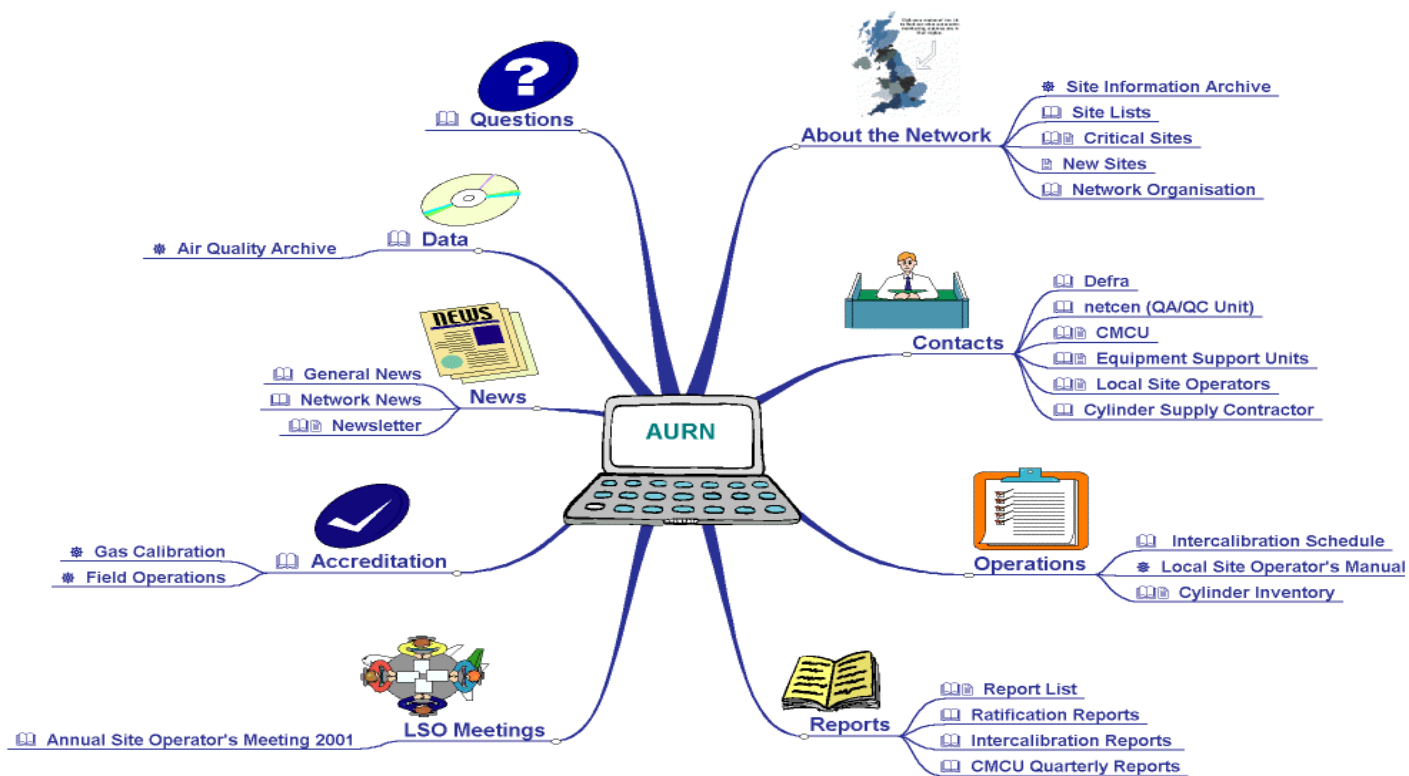 Questions
About the Network
Site Information Archive
Site Lists
Critical Sites
New Sites
Network Organisation
Data
Air Quality Archive
Contacts
Defra
netcen (QA/QC Unit)
CMCU
Equipment Support Units
Local Site Operators
Cylinder Supply Contractor
NEWS
News
General News
Network News
Newsletter
AURN
Accreditation
Gas Calibration
Field Operations
Operations
Intercalibration Schedule
Local Site Operator's Manual
Cylinder Inventory
LSO Meetings
Annual Site Operator's Meeting 2001
Reports
Report List
Ratification Reports
Intercalibration Reports
CMCU Quarterly Reports